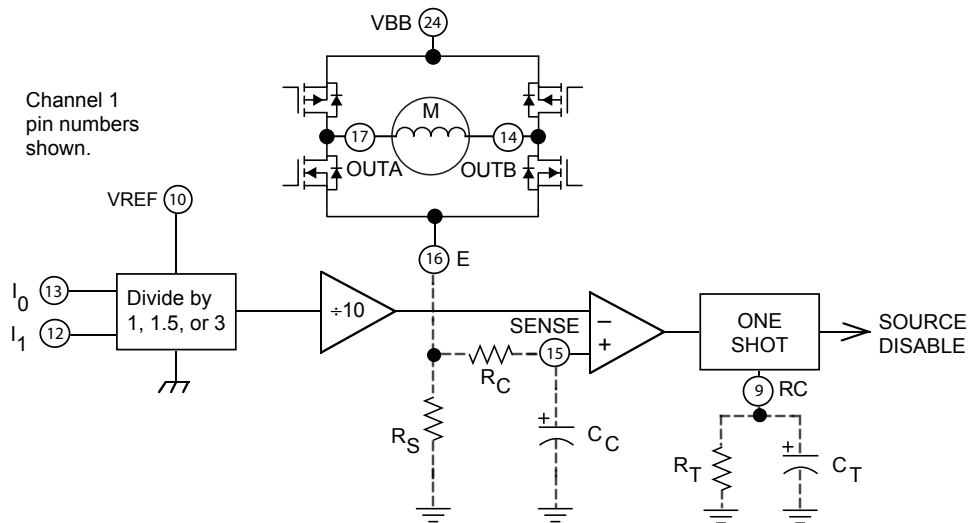 VBB 24
Channel 1
pin numbers
shown.
M
17
14
OUTA
OUTB
VREF 10
16 E
I0 13
I1 12
Divide by
1, 1.5, or 3
÷10
SENSE
15
–
+
ONE
SHOT
SOURCE
DISABLE
9 RC
RC
RS
+
CC
RT
+
CT